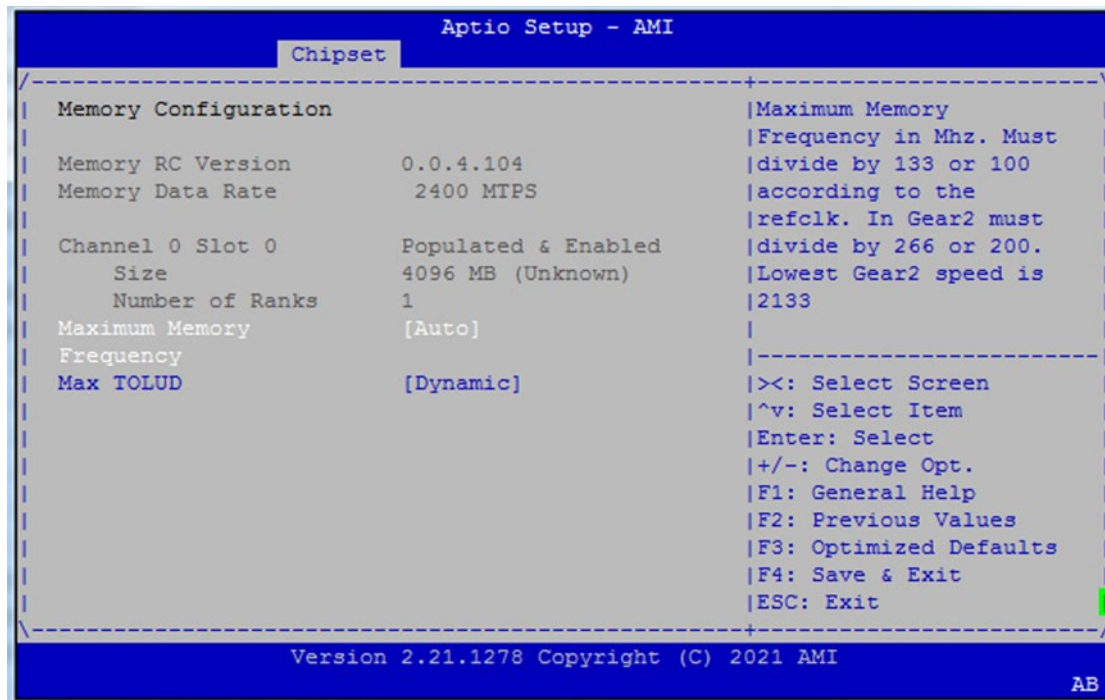 Aptio Setup - AMI
Chipset
Memory Configuration
Memory RC Version 0.0.4.104
Memory Data Rate 2400 MTPS
Channel 0 Slot 0 Populated & Enabled
Size 4096 MB (Unknown)
Number of Ranks 1
Maximum Memory [Auto]
Frequency
Max TOLUD [Dynamic]
Maximum Memory
Frequency in Mhz. Must
divide by 133 or 100
according to the
refclk. In Gear2 must
divide by 266 or 200.
Lowest Gear2 speed is
2133
><: Select Screen
^v: Select Item
Enter: Select
+/-: Change Opt.
F1: General Help
F2: Previous Values
F3: Optimized Defaults
F4: Save & Exit
ESC: Exit
Version 2.21.1278 Copyright (C) 2021 AMI
AB